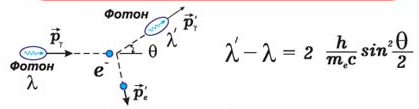 Фотон
p⃗ᵧ
Фотон
λ
e⁻
θ
λ′
p⃗ᵧ′
p⃗ₑ′
λ′ − λ = 2 h/mₑc sin² θ/2